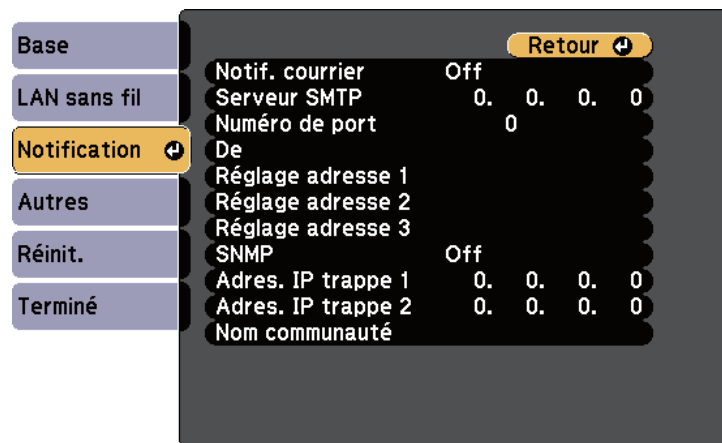 Base
LAN sans fil
Notification
Autres
Réinit.
Terminé
Retour
Notif. courrier Off
Serveur SMTP 0. 0. 0. 0
Numéro de port 0
De
Réglage adresse 1
Réglage adresse 2
Réglage adresse 3
SNMP Off
Adres. IP trappe 1 0. 0. 0. 0
Adres. IP trappe 2 0. 0. 0. 0
Nom communauté